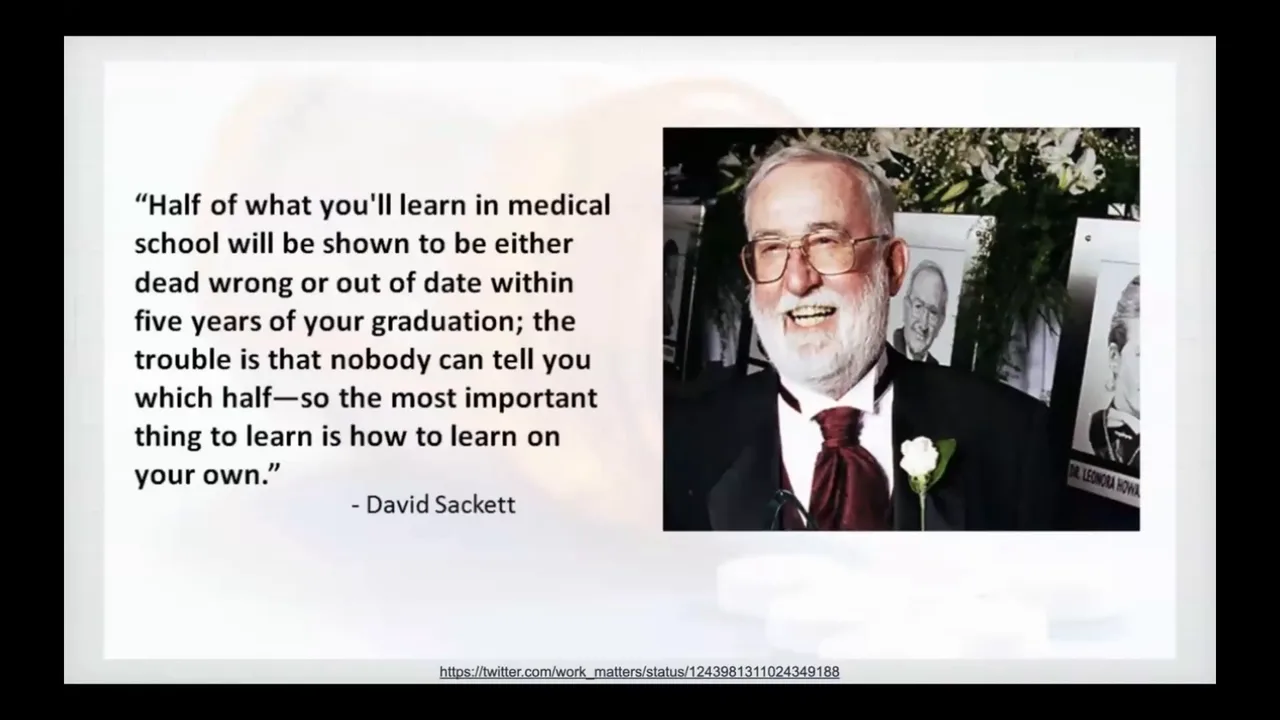 “Half of what you'll learn in medical
school will be shown to be either
dead wrong or out of date within
five years of your graduation; the
trouble is that nobody can tell you
which half—so the most important
thing to learn is how to learn on
your own.”
- David Sackett
DR. LEONORA HOWA
https://twitter.com/work_matters/status/1243981311024349188